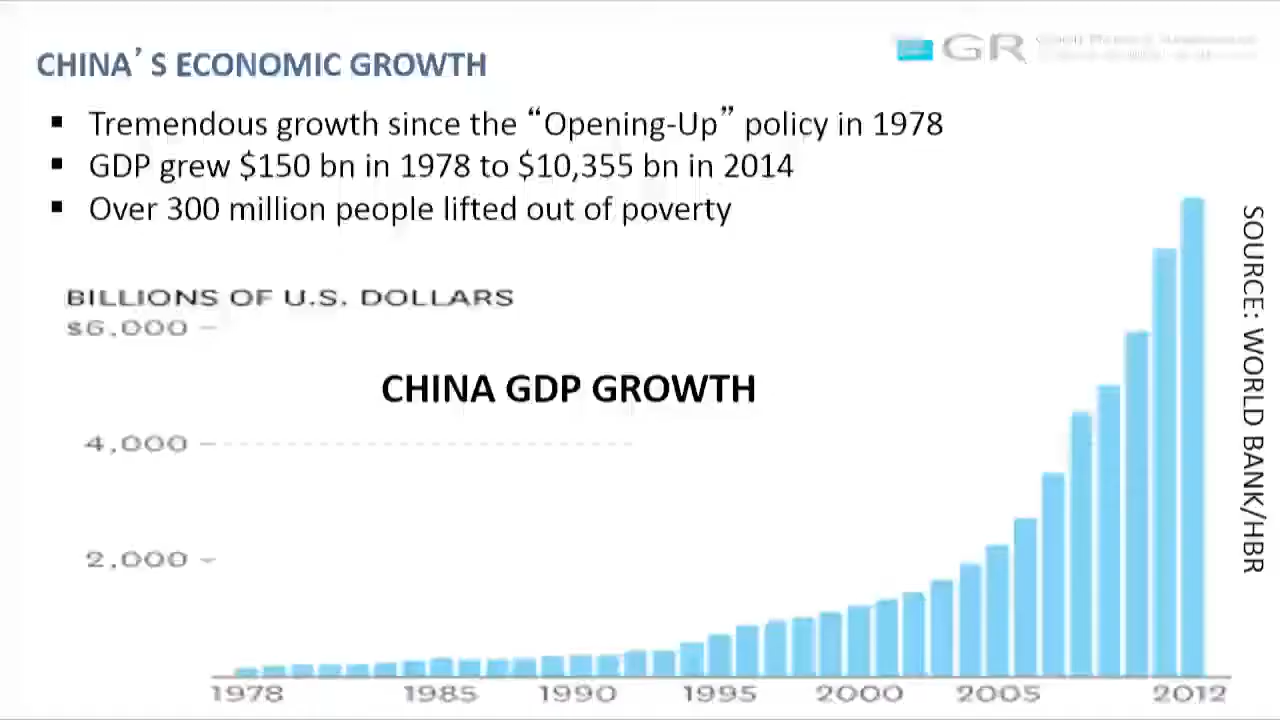 CHINA’S ECONOMIC GROWTH
GR
▪ Tremendous growth since the “Opening-Up” policy in 1978
▪ GDP grew $150 bn in 1978 to $10,355 bn in 2014
▪ Over 300 million people lifted out of poverty
BILLIONS OF U.S. DOLLARS
$6,000
CHINA GDP GROWTH
4,000
2,000
1978 1985 1990 1995 2000 2005 2012
SOURCE: WORLD BANK/HBR